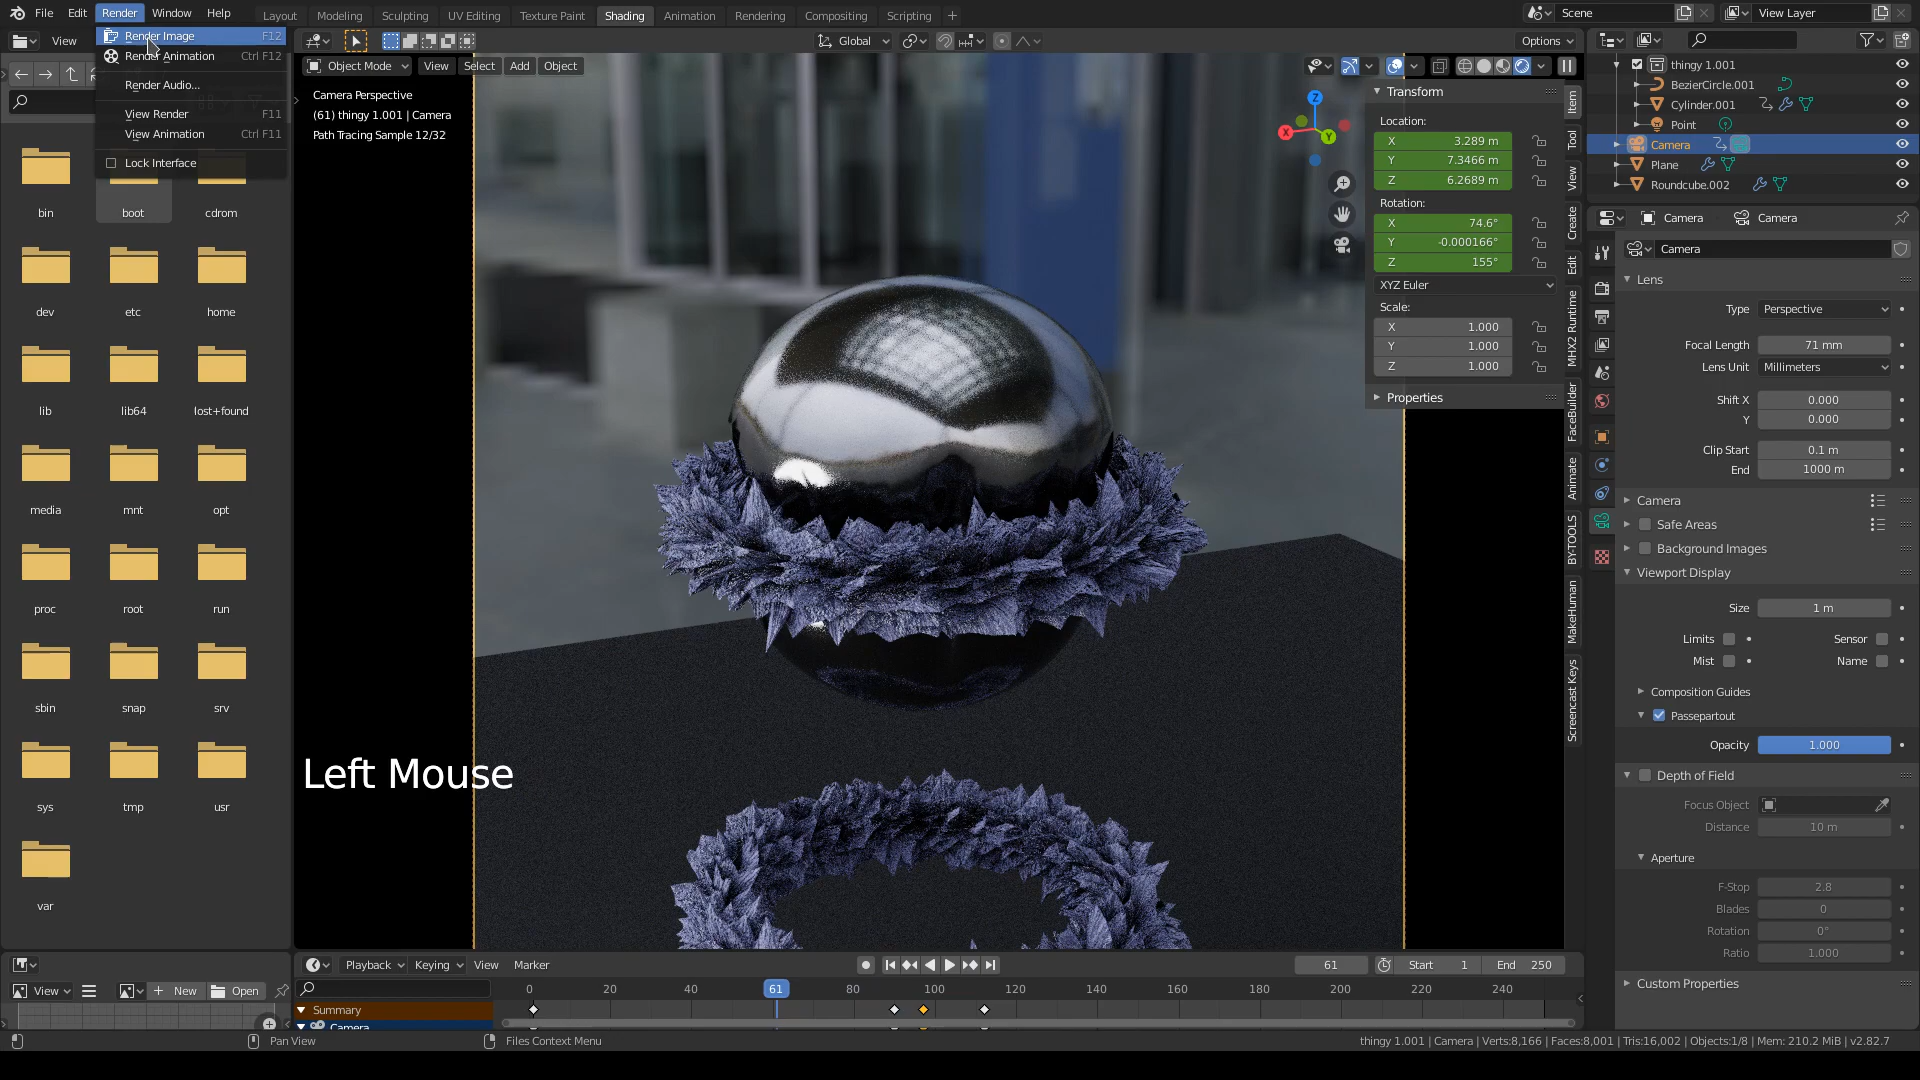 File Edit Render Window Help Layout Modeling Sculpting UV Editing Texture Paint Shading Animation Rendering Compositing Scripting + Scene View Layer
View
Render Image F12
Render Animation Ctrl F12
Render Audio...
View Render F11
View Animation Ctrl F11
Lock Interface
bin boot cdrom
dev etc home
lib lib64 lost+found
media mnt opt
proc root run
sbin snap srv
sys tmp usr
var
View New Open
Global Options
Object Mode View Select Add Object
Camera Perspective
(61) thingy 1.001 | Camera
Path Tracing Sample 12/32
Z
X
Y
Left Mouse
Transform
Location:
X 3.289 m
Y 7.3466 m
Z 6.2689 m
Rotation:
X 74.6°
Y -0.000166°
Z 155°
XYZ Euler
Scale:
X 1.000
Y 1.000
Z 1.000
Properties
Item
Tool
View
Create
Edit
MHX2 Runtime
FaceBuilder
Animate
BY-TOOLS
MakeHuman
Screencast Keys
thingy 1.001
BezierCircle.001
Cylinder.001
Point
Camera
Plane
Roundcube.002
Camera Camera
Camera
Lens
Type Perspective
Focal Length 71 mm
Lens Unit Millimeters
Shift X 0.000
Y 0.000
Clip Start 0.1 m
End 1000 m
Camera
Safe Areas
Background Images
Viewport Display
Size 1 m
Limits Sensor
Mist Name
Composition Guides
Passepartout
Opacity 1.000
Depth of Field
Focus Object
Distance 10 m
Aperture
F-Stop 2.8
Blades 0
Rotation 0°
Ratio 1.000
Custom Properties
Playback Keying View Marker 61 Start 1 End 250
0 20 40 61 80 100 120 140 160 180 200 220 240
Summary
Camera
Pan View Files Context Menu thingy 1.001 | Camera | Verts:8,166 | Faces:8,001 | Tris:16,002 | Objects:1/8 | Mem: 210.2 MiB | v2.82.7